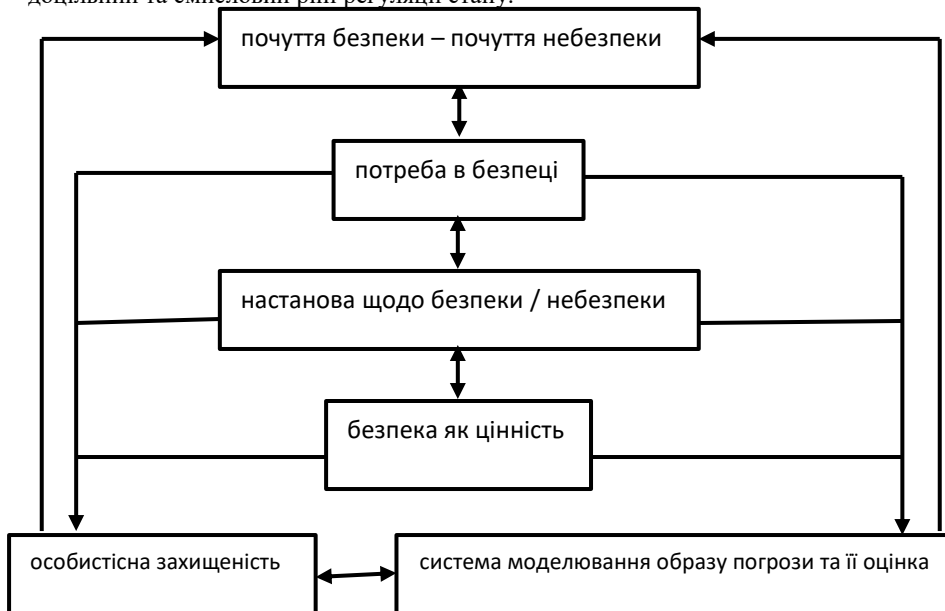 почуття безпеки – почуття небезпеки
потреба в безпеці
настанова щодо безпеки / небезпеки
безпека як цінність
особистісна захищеність
система моделювання образу погрози та її оцінка